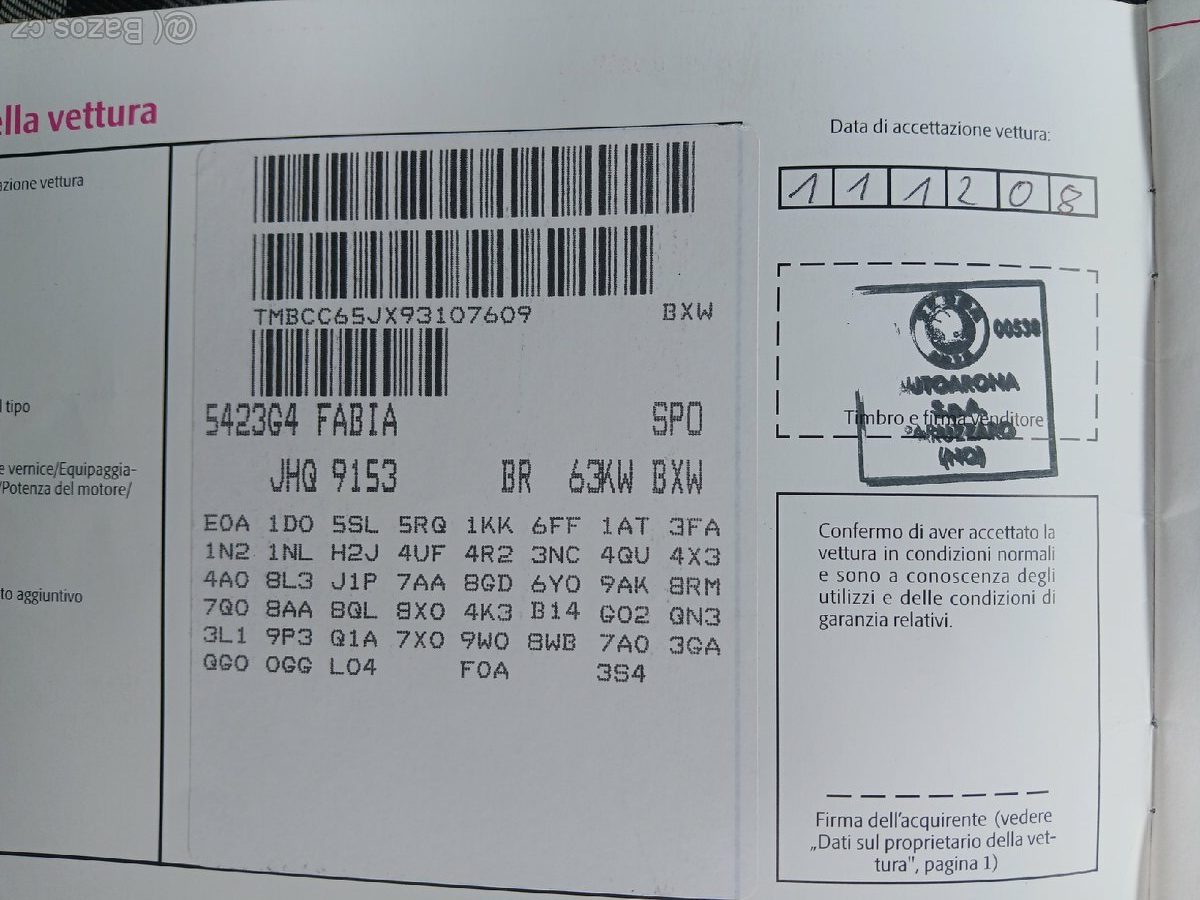 @( Bazos.cz
ella vettura
azione vettura
l tipo
e vernice/Equipaggia-
/Potenza del motore/
to aggiuntivo
TMBCC65JX93107609 BXW
5423G4 FABIA SPO
JHQ 9153 BR 63KW BXW
E0A 1D0 5SL 5RQ 1KK 6FF 1AT 3FA
1N2 1NL H2J 4UF 4R2 3NC 4QU 4X3
4A0 8L3 J1P 7AA 8GD 6Y0 9AK 8RM
7Q0 8AA 8QL 8X0 4K3 B14 G02 QN3
3L1 9P3 Q1A 7X0 9W0 8WB 7A0 3GA
QG0 0GG L04 F0A 3S4
Data di accettazione vettura:
1 1 1 2 0 8
00538
AUTOARONA
S.p.A.
PARUZZARO
(NO)
Timbro e firma venditore
Confermo di aver accettato la
vettura in condizioni normali
e sono a conoscenza degli
utilizzi e delle condizioni di
garanzia relativi.
Firma dell'acquirente (vedere
„Dati sul proprietario della vet-
tura", pagina 1)